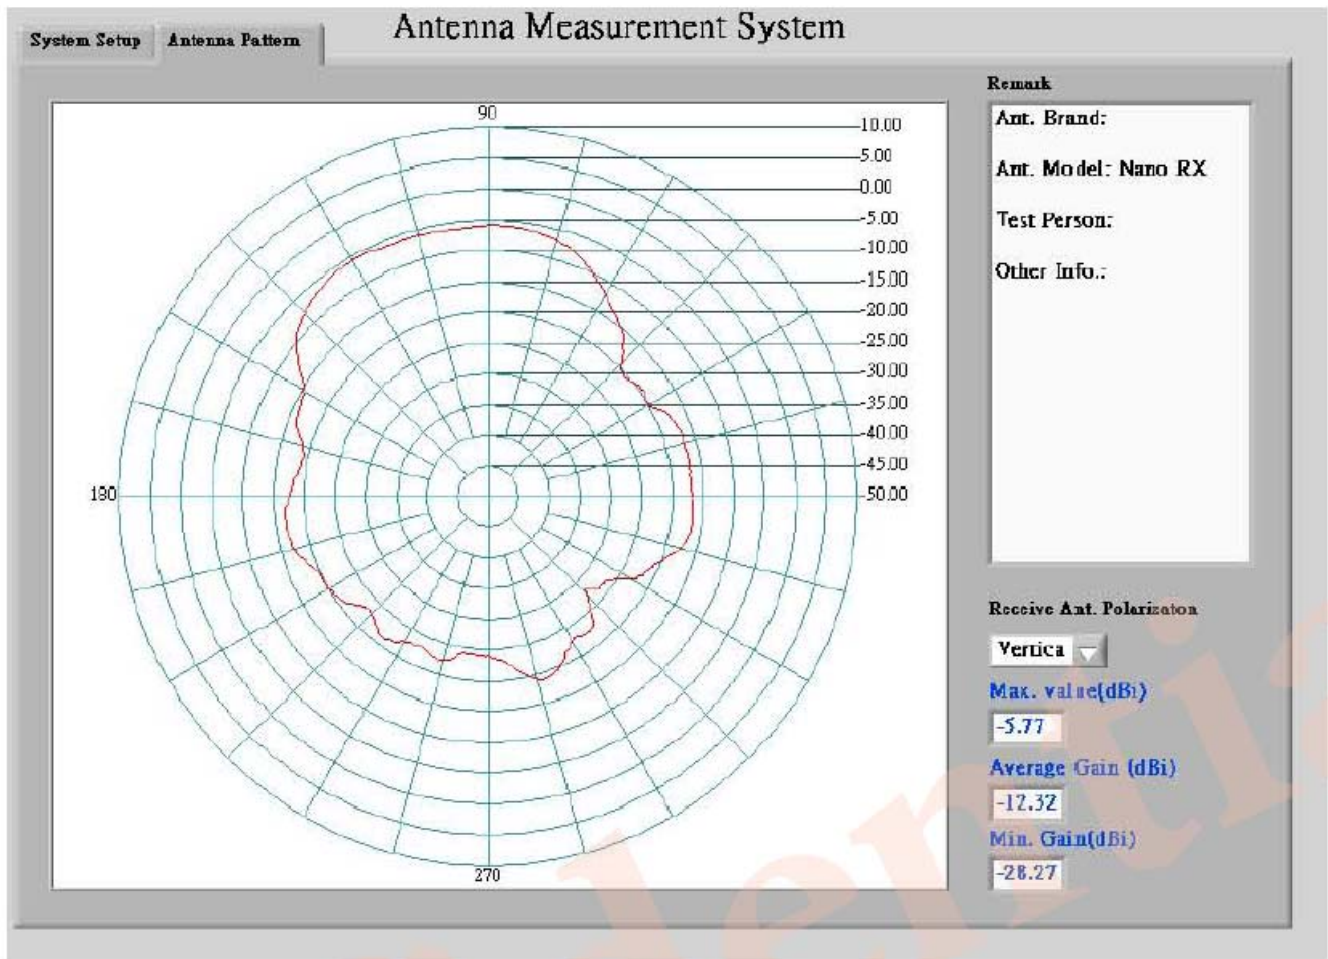 Antenna Measurement System
System Setup
Antenna Pattern
90
10.00
5.00
0.00
-5.00
-10.00
-15.00
-20.00
-25.00
-30.00
-35.00
-40.00
-45.00
-50.00
180
270
Remark
Ant. Brand:
Ant. Model: Nano RX
Test Person:
Other Info.:
Receive Ant. Polarizaton
Vertica
Max. value(dBi)
-5.77
Average Gain (dBi)
-12.32
Min. Gain(dBi)
-28.27